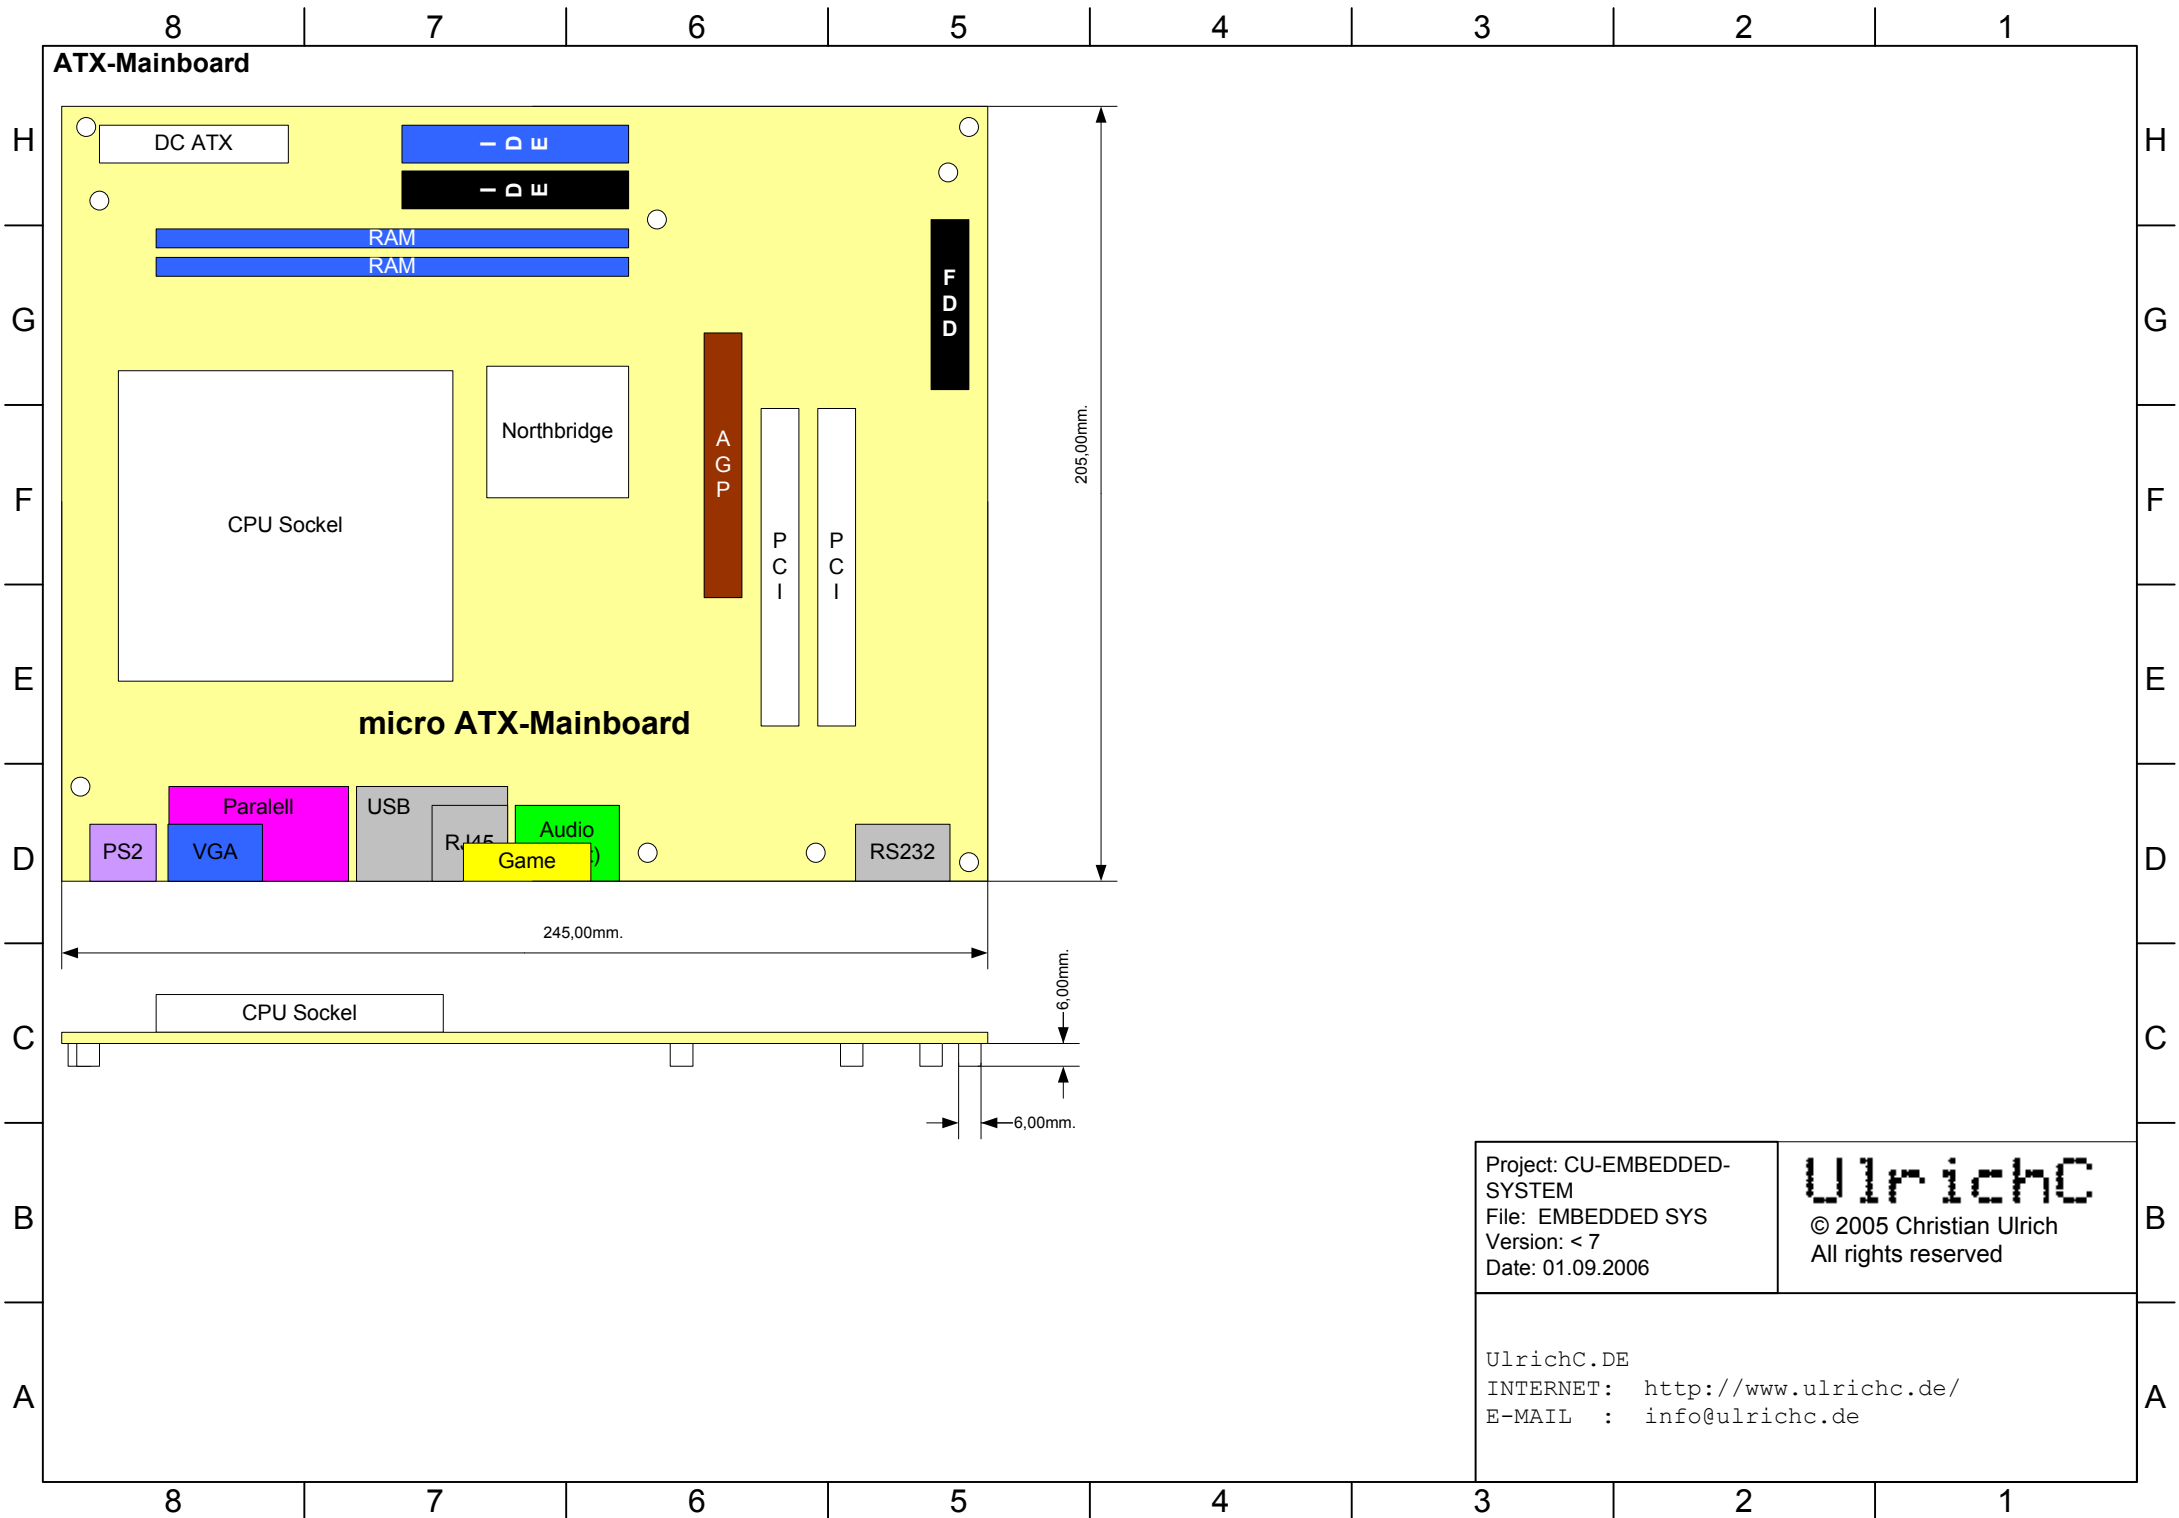 8 7 6 5 4 3 2 1
ATX-Mainboard
H H
DC ATX
IDE
IDE
RAM
RAM
FDD
G G
Northbridge
AGP
205,00mm.
F F
CPU Sockel
PCI
PCI
E E
micro ATX-Mainboard
Paralell
USB
Audio
RJ45
PS2
VGA
Game
RS232
D D
245,00mm.
6,00mm.
CPU Sockel
C C
6,00mm.
Project: CU-EMBEDDED-
SYSTEM
File: EMBEDDED SYS
Version: < 7
Date: 01.09.2006
UlrichC
© 2005 Christian Ulrich
All rights reserved
B B
UlrichC.DE
INTERNET: http://www.ulrichc.de/
E-MAIL : info@ulrichc.de
A A
8 7 6 5 4 3 2 1